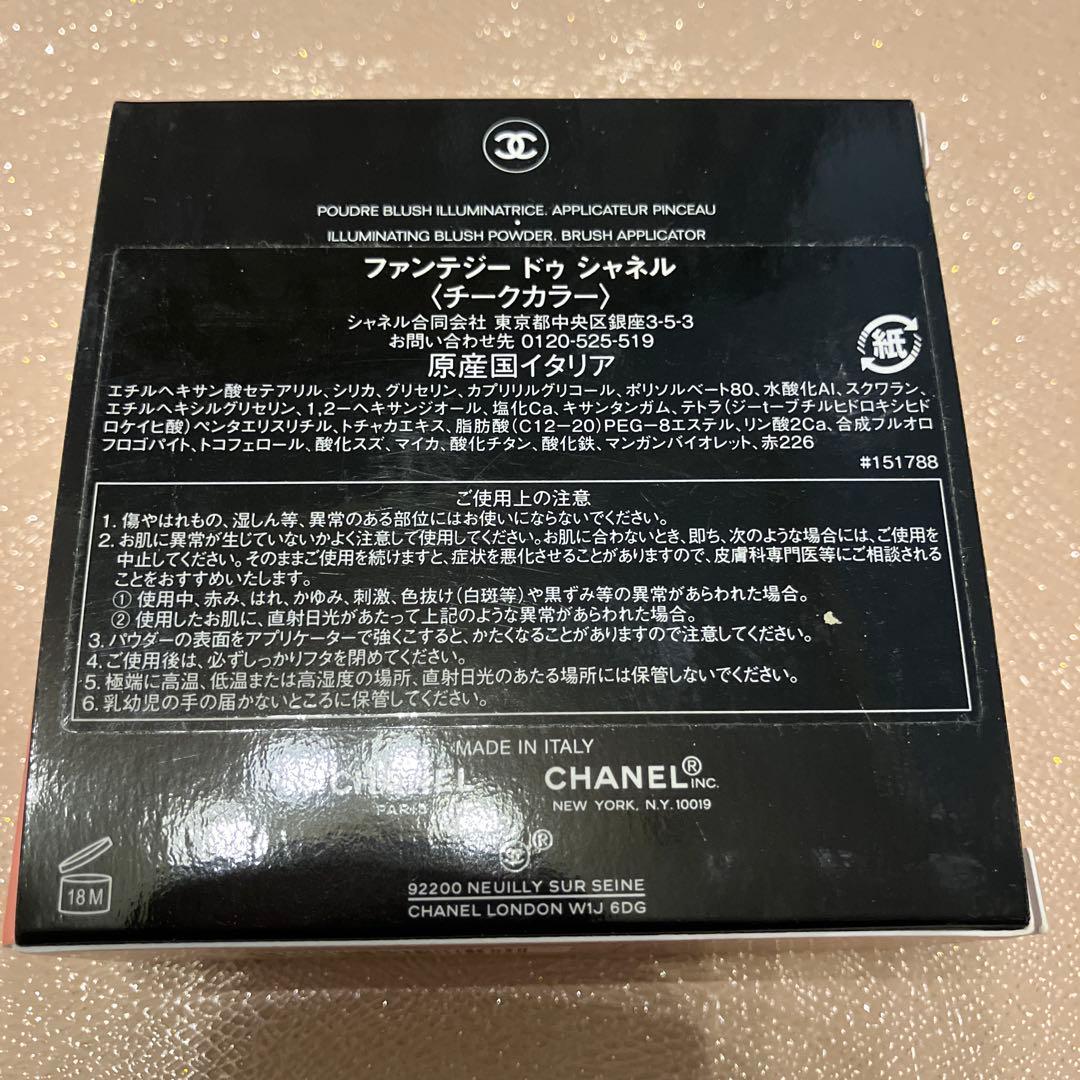 POUDRE BLUSH ILLUMINATRICE. APPLICATEUR PINCEAU
•
ILLUMINATING BLUSH POWDER. BRUSH APPLICATOR
ファンテジー ドゥ シャネル
〈チークカラー〉
シャネル合同会社 東京都中央区銀座3-5-3
お問い合わせ先 0120-525-519
原産国イタリア
紙
エチルヘキサン酸セテアリル、シリカ、グリセリン、カプリリルグリコール、ポリソルベート80、水酸化Al、スクワラン、
エチルヘキシルグリセリン、1,2−ヘキサンジオール、塩化Ca、キサンタンガム、テトラ(ジ−t−ブチルヒドロキシヒド
ロケイヒ酸)ペンタエリスリチル、トチャカエキス、脂肪酸(C12−20)PEG−8エステル、リン酸2Ca、合成フルオロ
フロゴパイト、トコフェロール、酸化スズ、マイカ、酸化チタン、酸化鉄、マンガンバイオレット、赤226
#151788
ご使用上の注意
1. 傷やはれもの、湿しん等、異常のある部位にはお使いにならないでください。
2. お肌に異常が生じていないかよく注意して使用してください。お肌に合わないとき、即ち、次のような場合には、ご使用を
中止してください。そのままご使用を続けますと、症状を悪化させることがありますので、皮膚科専門医等にご相談される
ことをおすすめいたします。
① 使用中、赤み、はれ、かゆみ、刺激、色抜け(白斑等)や黒ずみ等の異常があらわれた場合。
② 使用したお肌に、直射日光があたって上記のような異常があらわれた場合。
3. パウダーの表面をアプリケーターで強くこすると、かたくなることがありますので注意してください。
4. ご使用後は、必ずしっかりフタを閉めてください。
5. 極端に高温、低温または高湿度の場所、直射日光のあたる場所には保管しないでください。
6. 乳幼児の手の届かないところに保管してください。
MADE IN ITALY
CHANEL CHANEL® INC.
PARIS NEW YORK, N.Y. 10019
®
18M
92200 NEUILLY SUR SEINE
CHANEL LONDON W1J 6DG